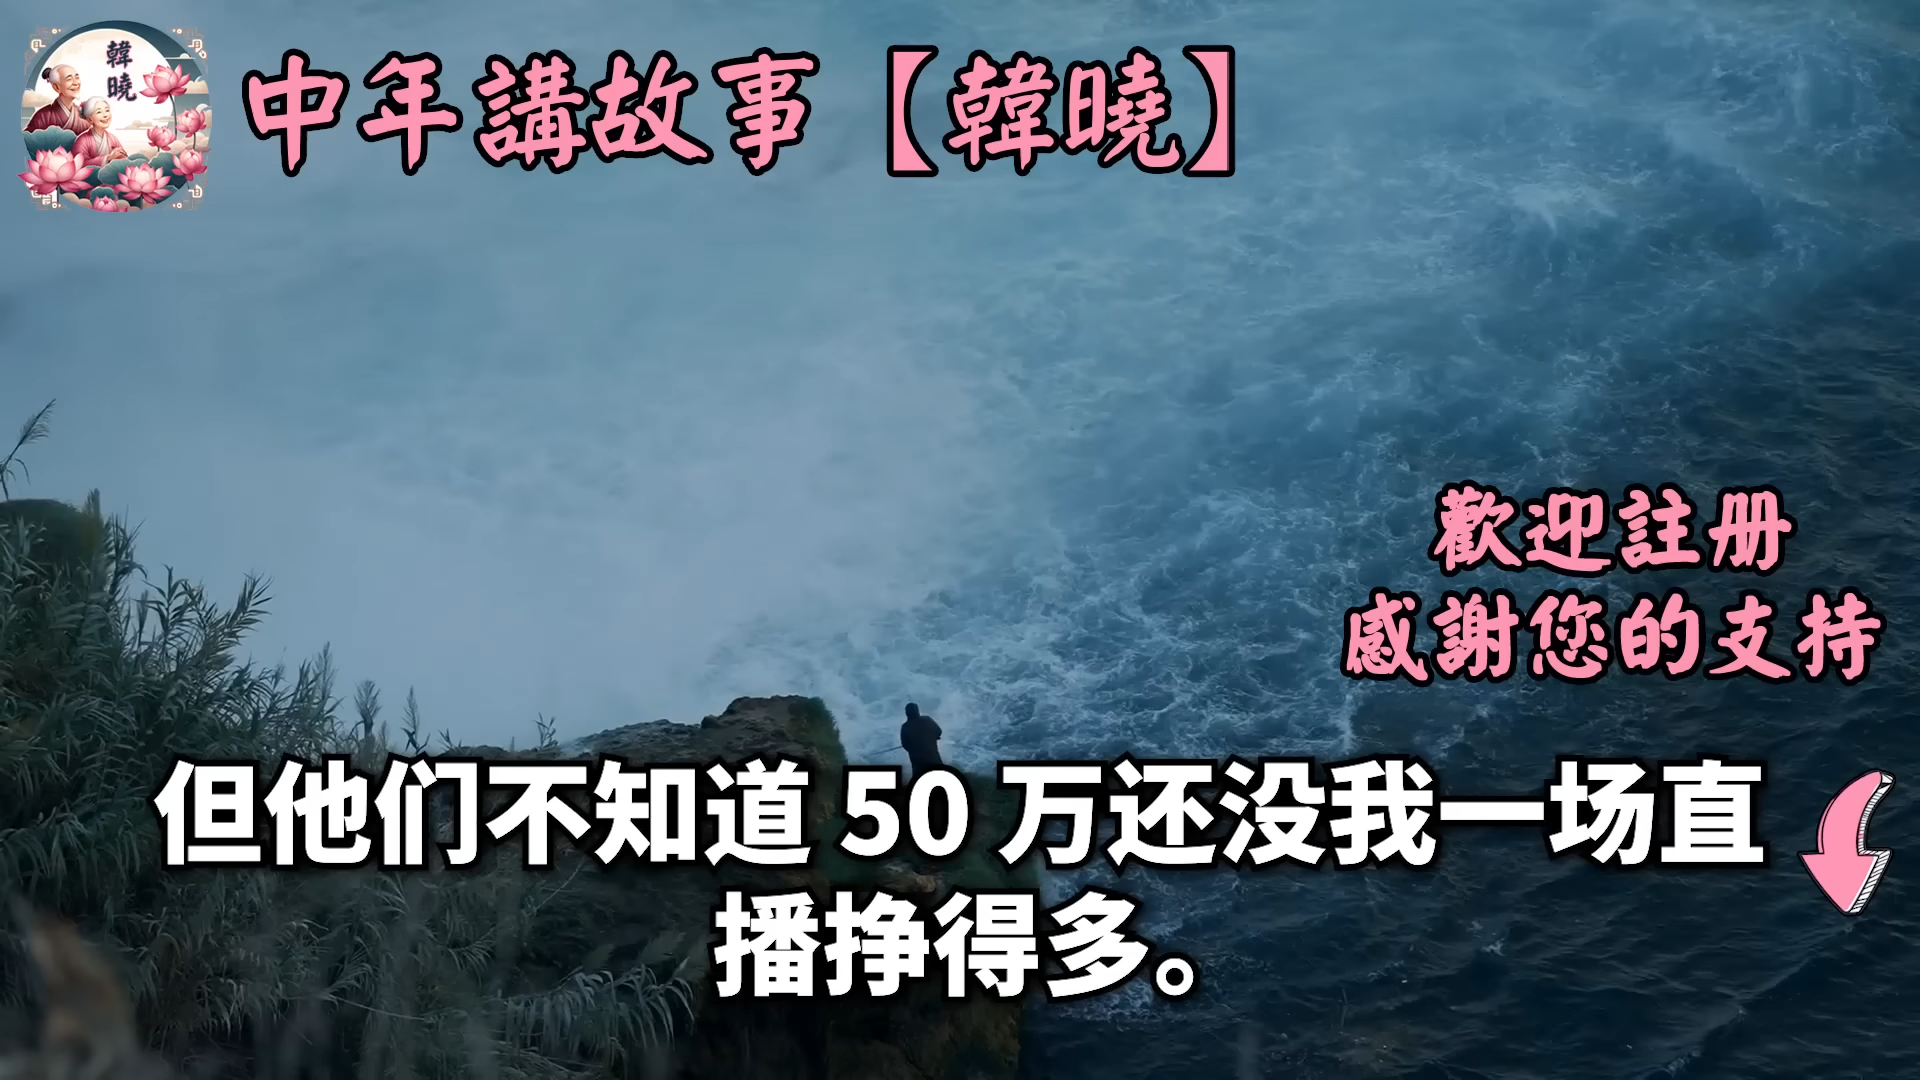 韓
曉
中年講故事【韓曉】
歡迎註册
感謝您的支持
但他们不知道 50 万还没我一场直
播挣得多。